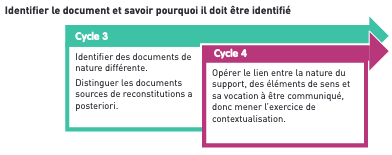 Identifier le document et savoir pourquoi il doit être identifié
Cycle 3
Identifier des documents de
nature différente.
Distinguer les documents
sources de reconstitutions a
posteriori.
Cycle 4
Opérer le lien entre la nature du
support, des éléments de sens et
sa vocation à être communiqué,
donc mener l'exercice de
contextualisation.